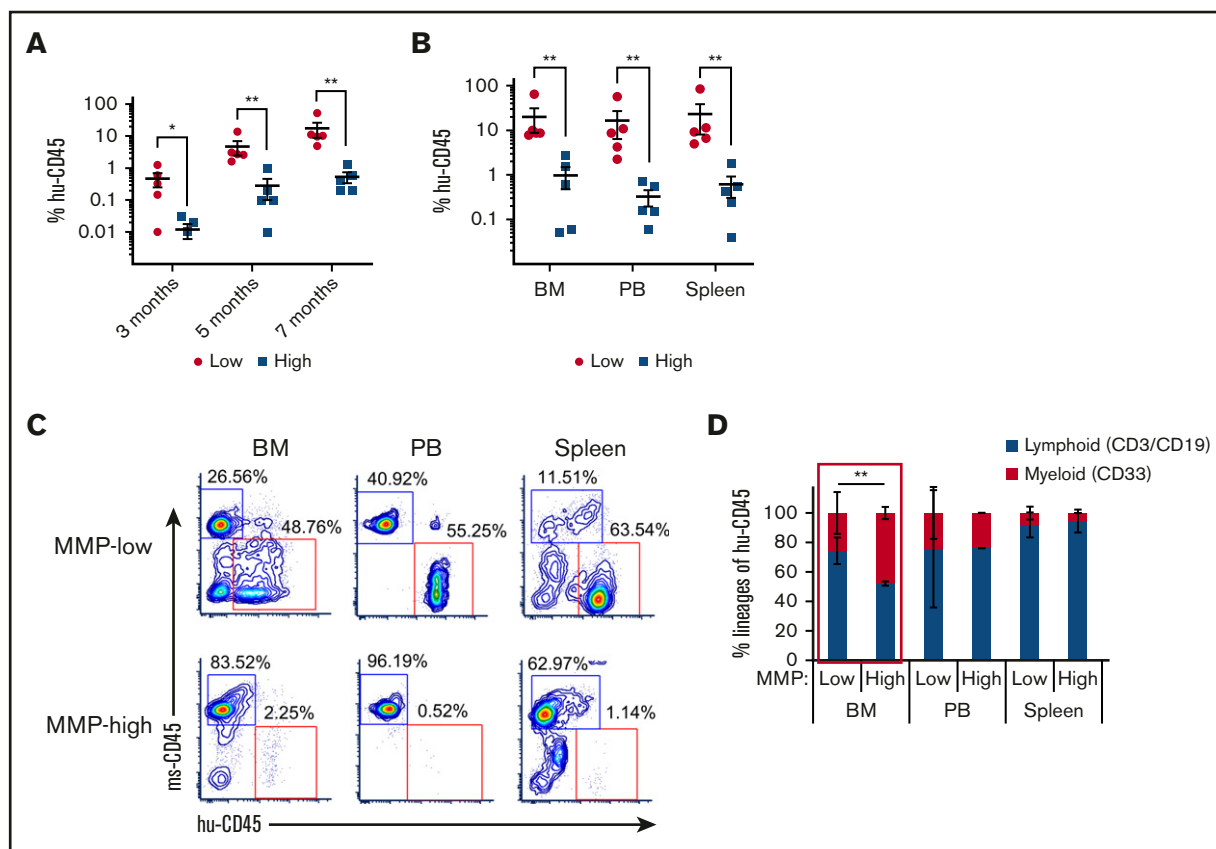 A
% hu-CD45
100
10
1
0.1
0.01
*
**
**
3 months
5 months
7 months
Low High
B
% hu-CD45
100
10
1
0.1
**
**
**
BM PB Spleen
Low High
C
BM PB Spleen
MMP-low
26.56%
48.76%
40.92%
55.25%
11.51%
63.54%
MMP-high
83.52%
2.25%
96.19%
0.52%
62.97%
1.14%
ms-CD45
hu-CD45
D
Lymphoid (CD3/CD19)
Myeloid (CD33)
% lineages of hu-CD45
100
80
60
40
20
0
**
MMP: Low High Low High Low High
BM PB Spleen